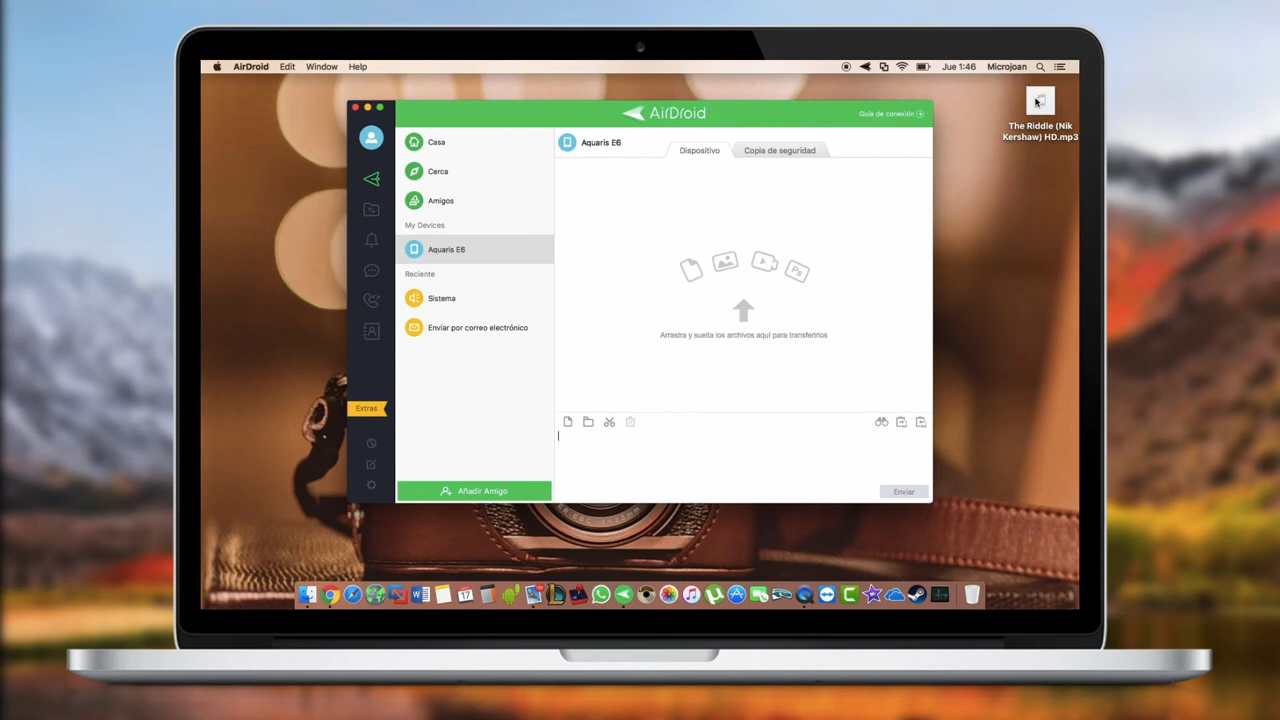 AirDroid Edit Window Help
Jue 1:46 Microjoan
The Riddle (Nik
Kershaw) HD.mp3
AirDroid
Guía de conexión
Casa
Cerca
Amigos
My Devices
Aquaris E6
Reciente
Sistema
Enviar por correo electrónico
Extras
Añadir Amigo
Aquaris E6
Dispositivo
Copia de seguridad
Ps
Arrastra y suelta los archivos aquí para transferirlos
Enviar
17